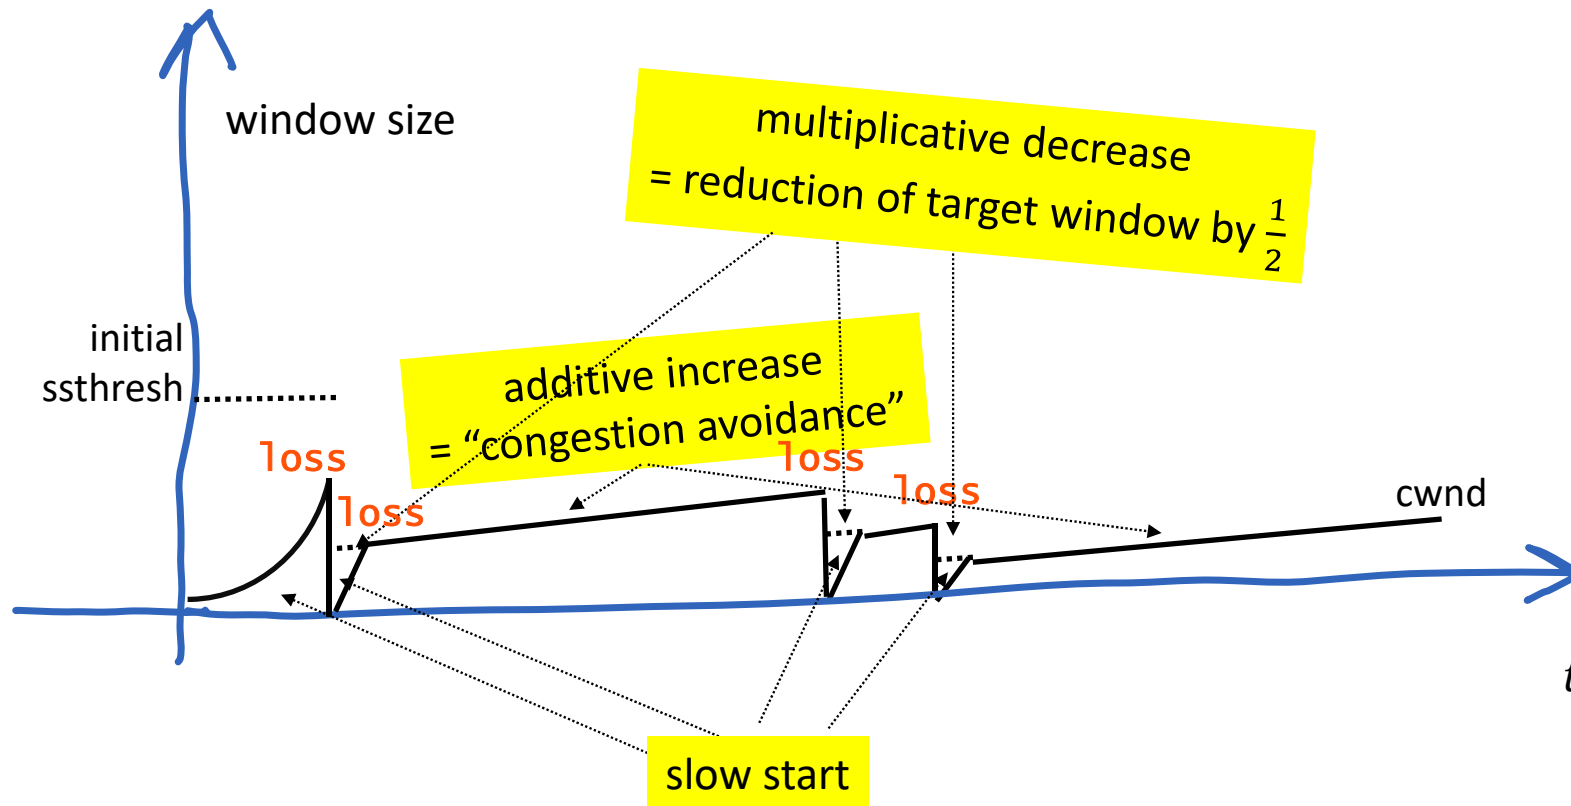 window size
multiplicative decrease
= reduction of target window by 1/2
initial
ssthresh
additive increase
= “congestion avoidance”
loss
loss
loss
loss
cwnd
t
slow start